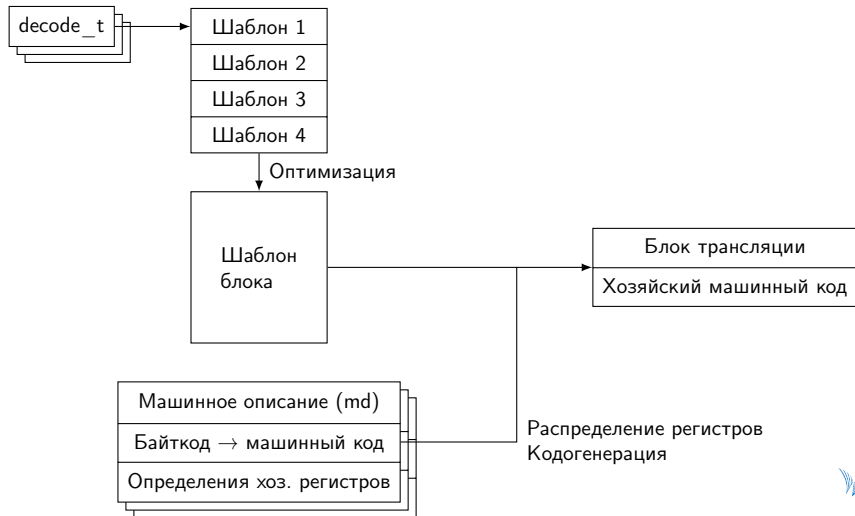 decode_t
Шаблон 1
Шаблон 2
Шаблон 3
Шаблон 4
Оптимизация
Шаблон
блока
Блок трансляции
Хозяйский машинный код
Машинное описание (md)
Байткод → машинный код
Определения хоз. регистров
Распределение регистров
Кодогенерация